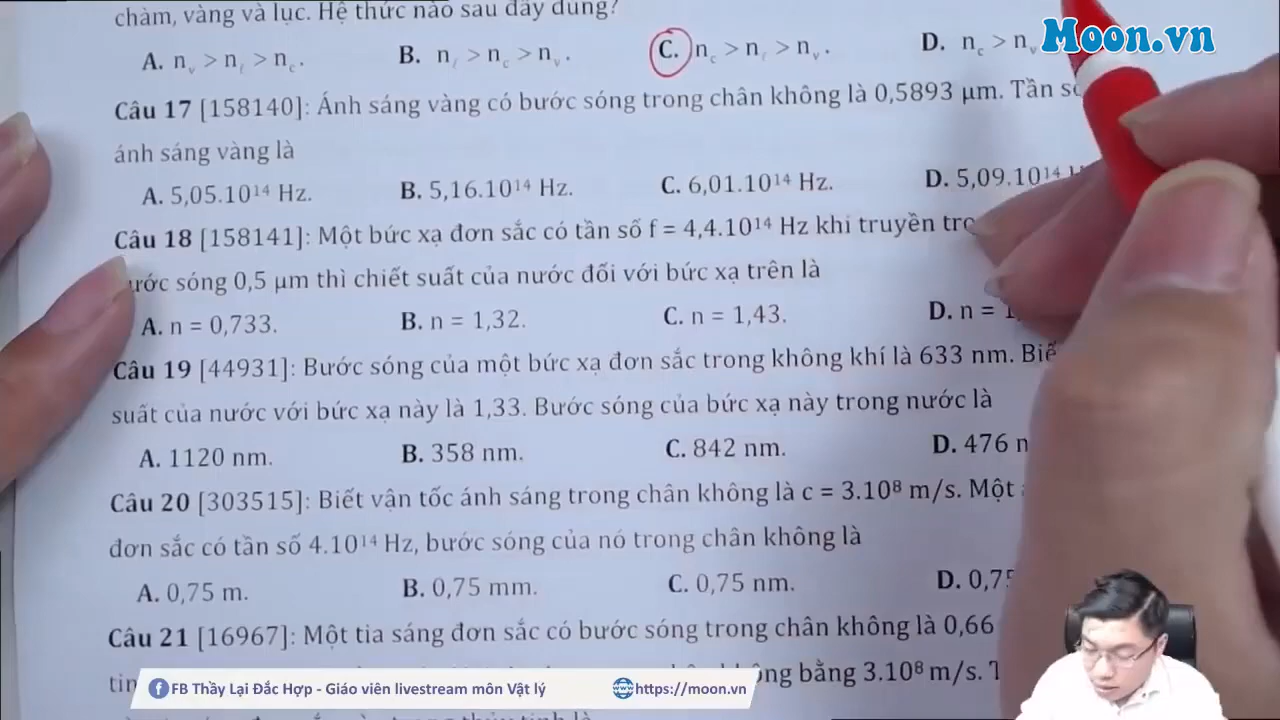 chàm, vàng và lục. Hệ thức nào sau đây đúng?
A. nᵥ > nₗ > n꜀. B. nₗ > n꜀ > nᵥ. C. n꜀ > nₗ > nᵥ. D. n꜀ > nᵥ
Moon.vn
Câu 17 [158140]: Ánh sáng vàng có bước sóng trong chân không là 0,5893 μm. Tần
ánh sáng vàng là
A. 5,05.10¹⁴ Hz. B. 5,16.10¹⁴ Hz. C. 6,01.10¹⁴ Hz. D. 5,09.10¹⁴
Câu 18 [158141]: Một bức xạ đơn sắc có tần số f = 4,4.10¹⁴ Hz khi truyền
sóng 0,5 μm thì chiết suất của nước đối với bức xạ trên là
A. n = 0,733. B. n = 1,32. C. n = 1,43. D. n =
Câu 19 [44931]: Bước sóng của một bức xạ đơn sắc trong không khí là 633 nm.
suất của nước với bức xạ này là 1,33. Bước sóng của bức xạ này trong nước là
A. 1120 nm. B. 358 nm. C. 842 nm. D. 476
Câu 20 [303515]: Biết vận tốc ánh sáng trong chân không là c = 3.10⁸ m/s. Một
đơn sắc có tần số 4.10¹⁴ Hz, bước sóng của nó trong chân không là
A. 0,75 m. B. 0,75 mm. C. 0,75 nm. D.
Câu 21 [16967]: Một tia sáng đơn sắc có bước sóng trong chân không là 0,66
bằng 3.10⁸ m/s.
FB Thầy Lại Đắc Hợp - Giáo viên livestream môn Vật lý https://moon.vn